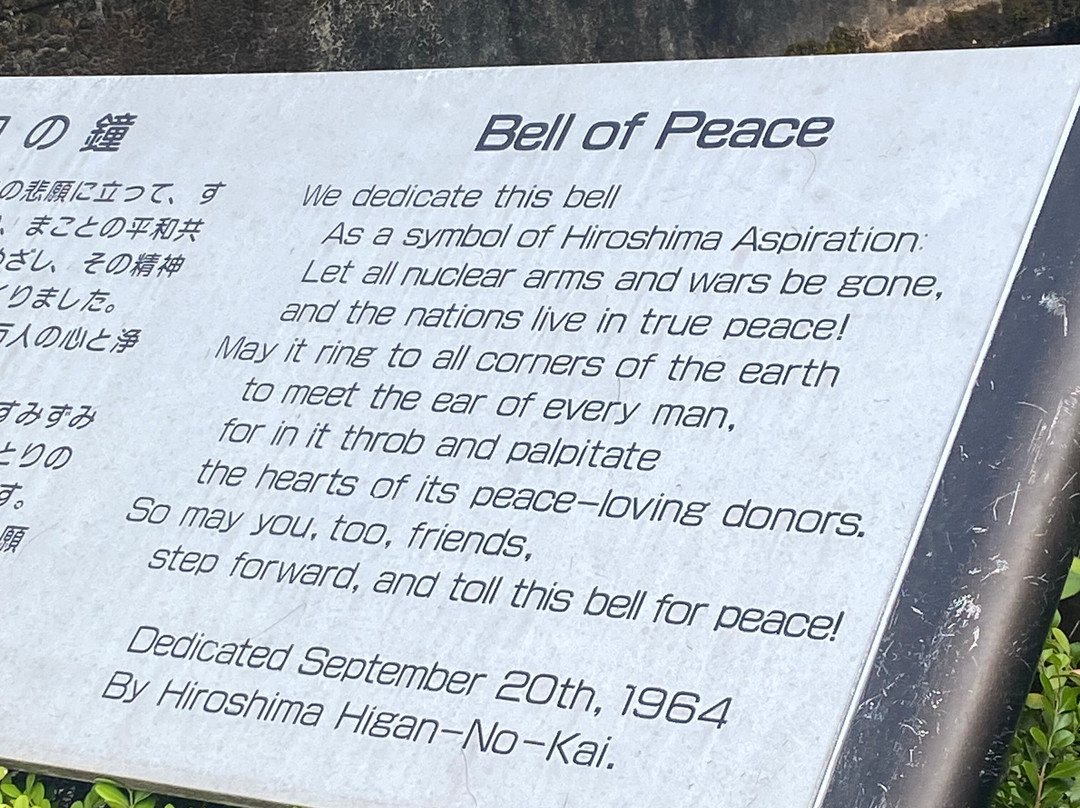 の鐘
の悲願に立って、す
、まことの平和共
めざし、その精神
くりました。
万人の心と浄
すみずみ
とりの
す。
願
Bell of Peace
We dedicate this bell
As a symbol of Hiroshima Aspiration:
Let all nuclear arms and wars be gone,
and the nations live in true peace!
May it ring to all corners of the earth
to meet the ear of every man,
for in it throb and palpitate
the hearts of its peace-loving donors.
So may you, too, friends,
step forward, and toll this bell for peace!
Dedicated September 20th, 1964
By Hiroshima Higan-No-Kai.